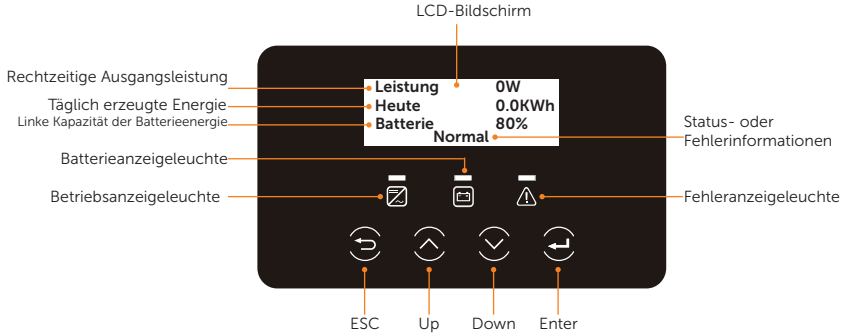 LCD-Bildschirm
Rechtzeitige Ausgangsleistung
Leistung 0W
Täglich erzeugte Energie
Heute 0.0KWh
Linke Kapazität der Batterieenergie
Batterie 80%
Normal
Status- oder
Fehlerinformationen
Batterieanzeigeleuchte
Betriebsanzeigeleuchte
Fehleranzeigeleuchte
ESC Up Down Enter